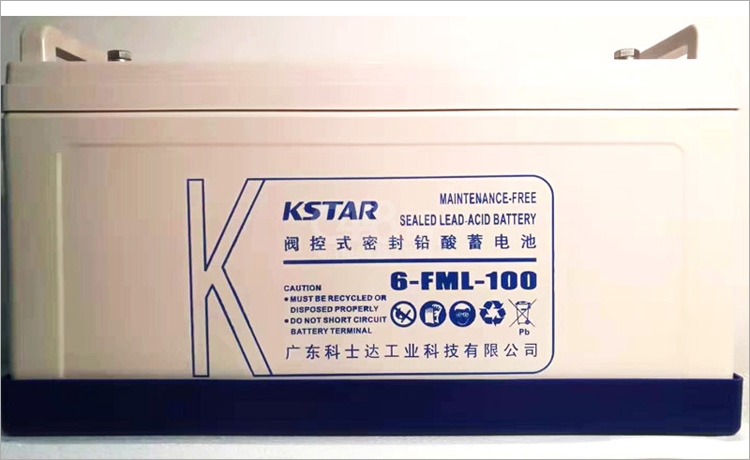 KSTAR
MAINTENANCE-FREE
SEALED LEAD-ACID BATTERY
阀控式密封铅酸蓄电池
6-FML-100
CAUTION
• MUST BE RECYCLED OR
DISPOSED PROPERLY
• DO NOT SHORT CIRCUIT
BATTERY TERMINAL
Pb
广东科士达工业科技有限公司